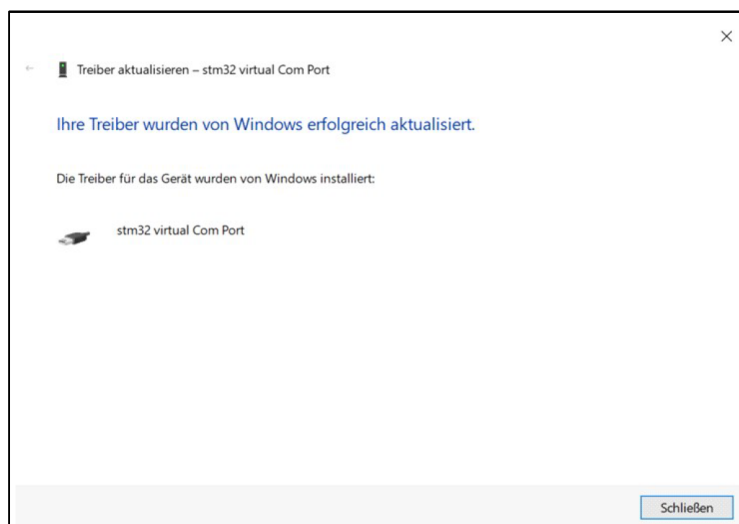 Treiber aktualisieren – stm32 virtual Com Port
Ihre Treiber wurden von Windows erfolgreich aktualisiert.
Die Treiber für das Gerät wurden von Windows installiert:
stm32 virtual Com Port
Schließen